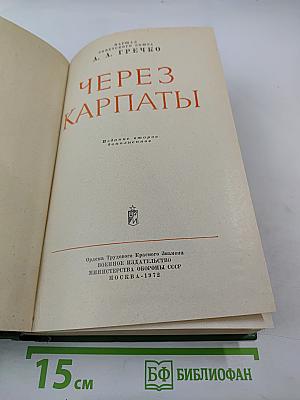 МАРШАЛ
СОВЕТСКОГО СОЮЗА
А. А. ГРЕЧКО
ЧЕРЕЗ
КАРПАТЫ
Издание второе
дополненное
Ордена Трудового Красного Знамени
ВОЕННОЕ ИЗДАТЕЛЬСТВО
МИНИСТЕРСТВА ОБОРОНЫ СССР
МОСКВА—1972
15 см
БФ БИБЛИОФАН